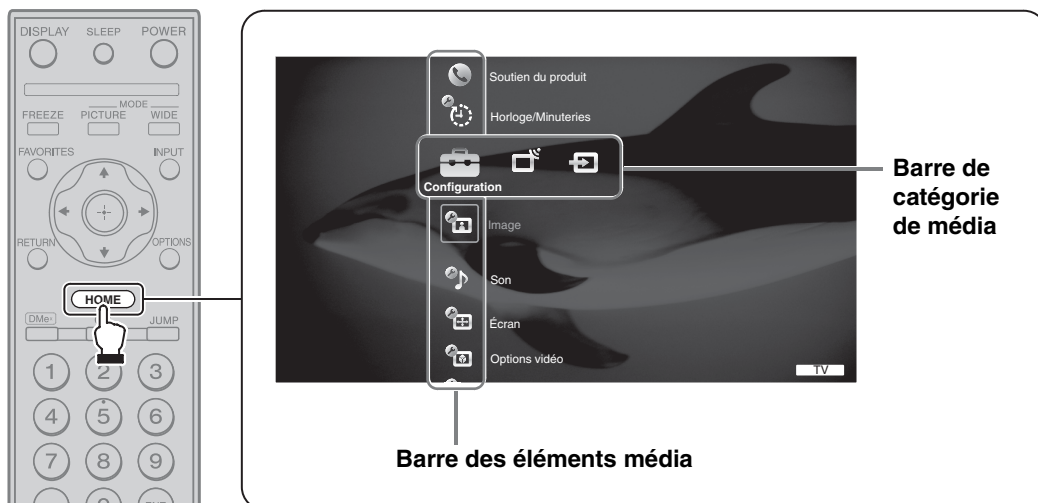 DISPLAY SLEEP POWER
MODE
FREEZE PICTURE WIDE
FAVORITES INPUT
RETURN OPTIONS
HOME
DMe JUMP
1 2 3
4 5 6
7 8 9
Soutien du produit
Horloge/Minuteries
Configuration
Image
Son
Écran
Options vidéo
TV
Barre de
catégorie
de média
Barre des éléments média